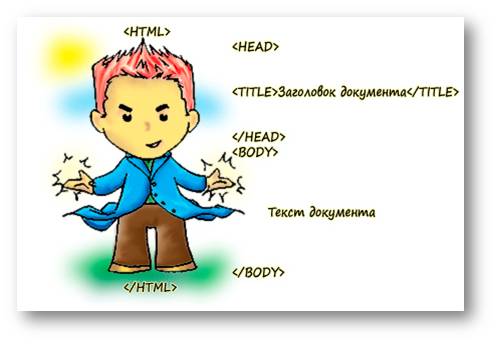 <HTML>
<HEAD>
<TITLE>Заголовок документа</TITLE>
</HEAD>
<BODY>
Текст документа
</BODY>
</HTML>